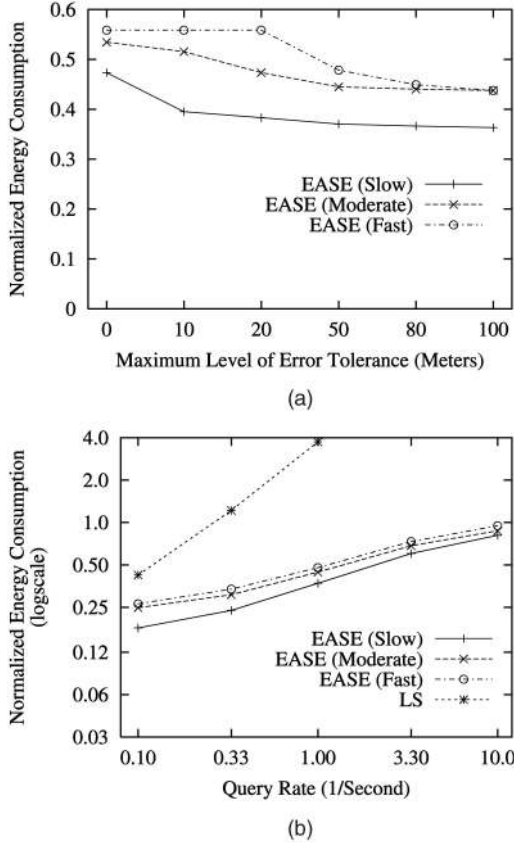 Normalized Energy Consumption
0.6
0.5
0.4
0.3
0.2
0.1
0
EASE (Slow)
EASE (Moderate)
EASE (Fast)
0 10 20 50 80 100
Maximum Level of Error Tolerance (Meters)
(a)
Normalized Energy Consumption
(logscale)
4.0
2.0
1.0
0.50
0.25
0.12
0.06
0.03
EASE (Slow)
EASE (Moderate)
EASE (Fast)
LS
0.10 0.33 1.00 3.30 10.0
Query Rate (1/Second)
(b)